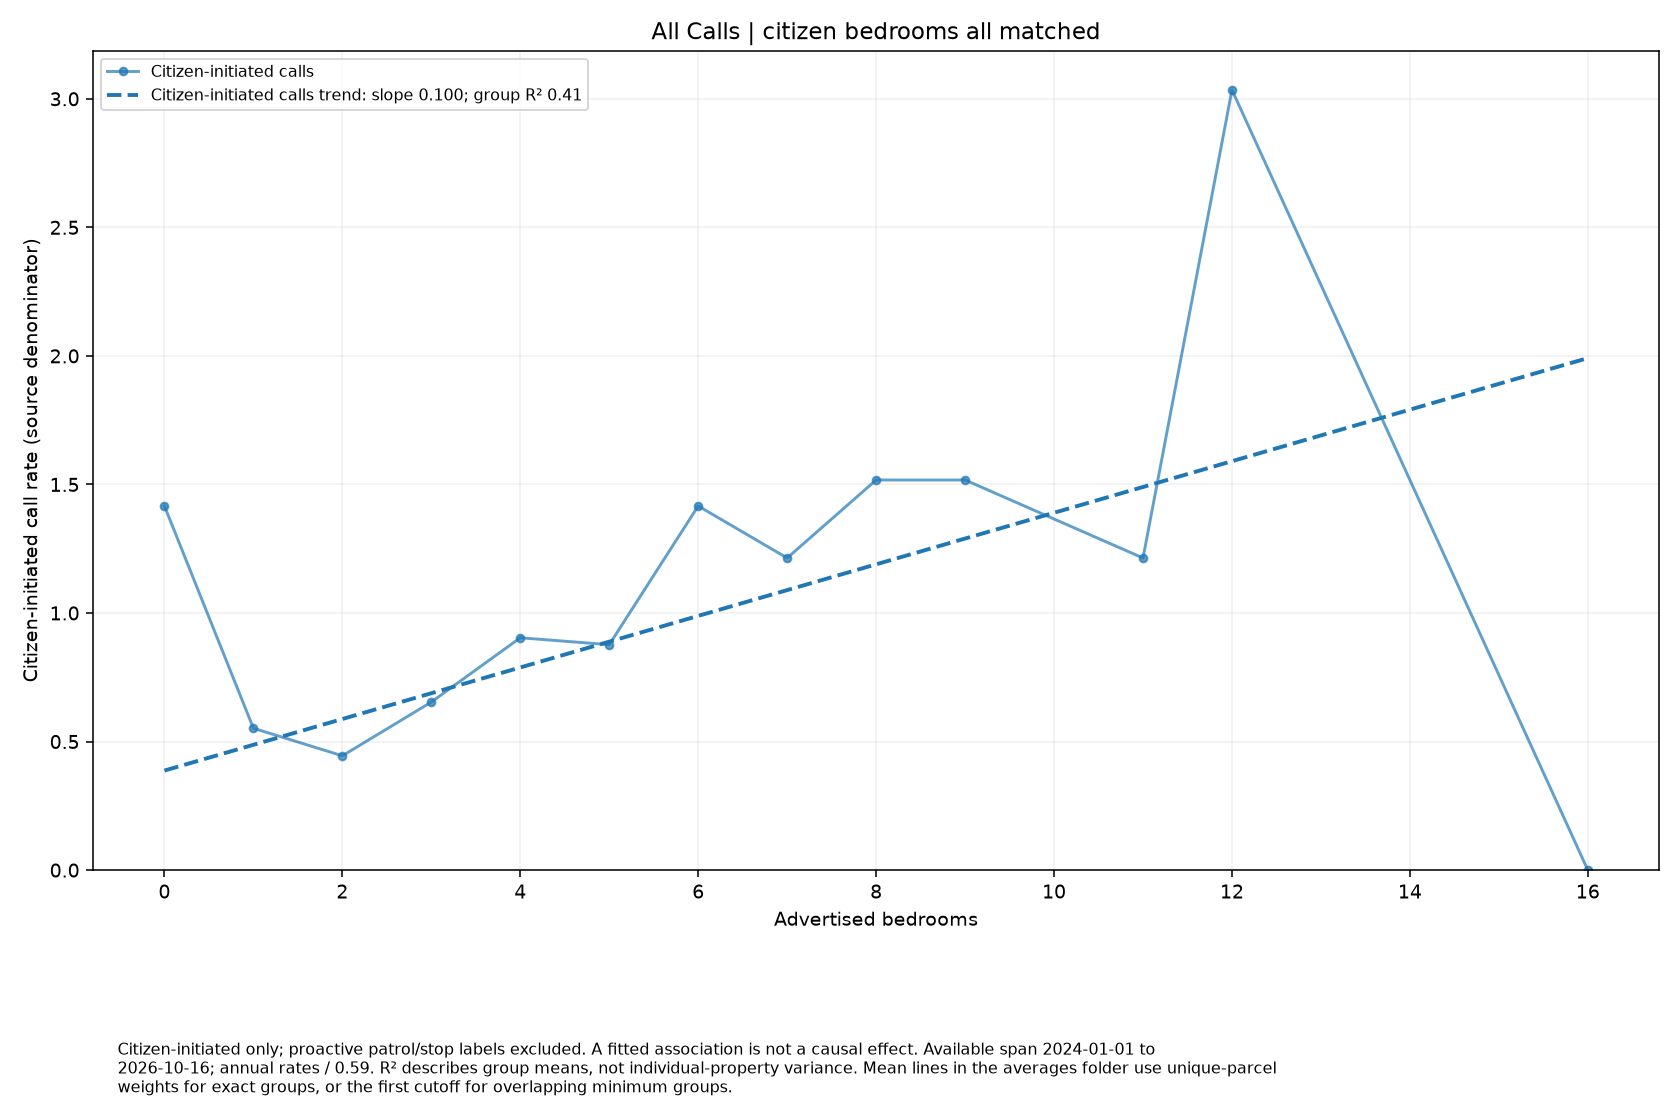 All Calls | citizen bedrooms all matched
Citizen-initiated calls
Citizen-initiated calls trend: slope 0.100; group R² 0.41
Citizen-initiated call rate (source denominator)
3.0
2.5
2.0
1.5
1.0
0.5
0.0
0 2 4 6 8 10 12 14 16
Advertised bedrooms
Citizen-initiated only; proactive patrol/stop labels excluded. A fitted association is not a causal effect. Available span 2024-01-01 to
2026-10-16; annual rates / 0.59. R² describes group means, not individual-property variance. Mean lines in the averages folder use unique-parcel
weights for exact groups, or the first cutoff for overlapping minimum groups.